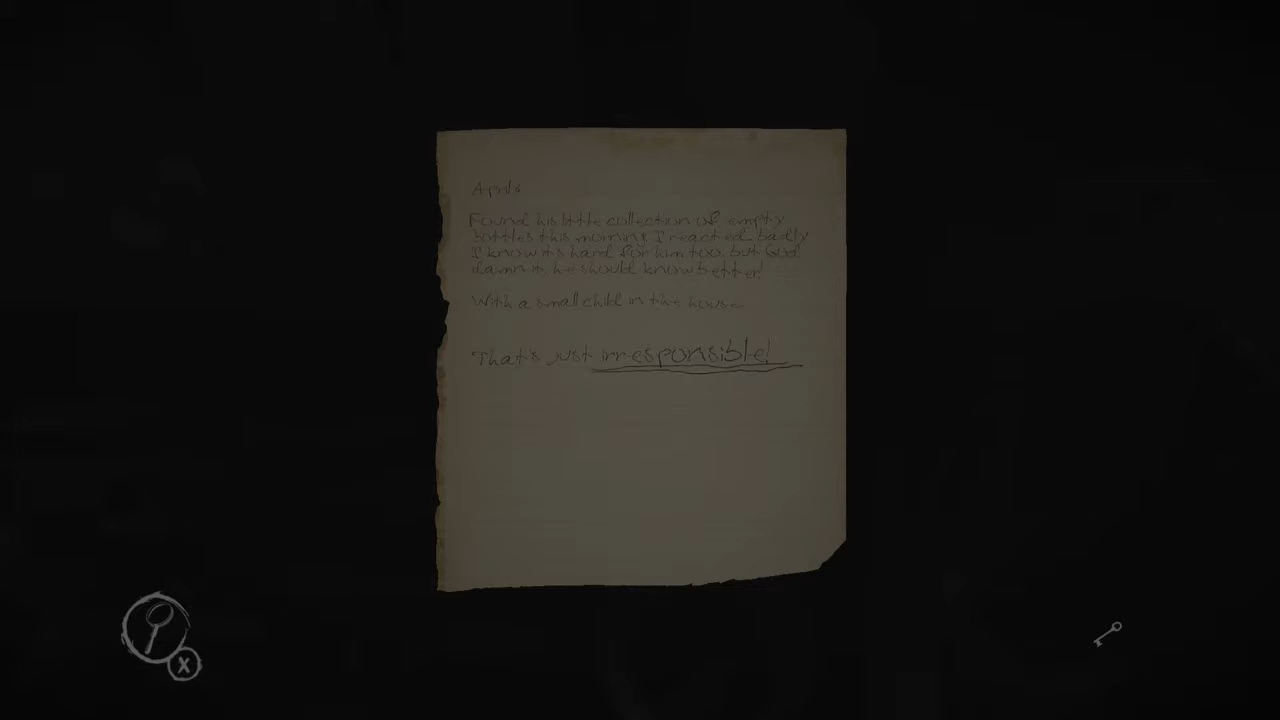 April 8
Found his little collection of empty
bottles this morning. I reacted badly
I know it's hard for him too, but God
damn it, he should know better!
With a small child in the house
That's just irresponsible!
X